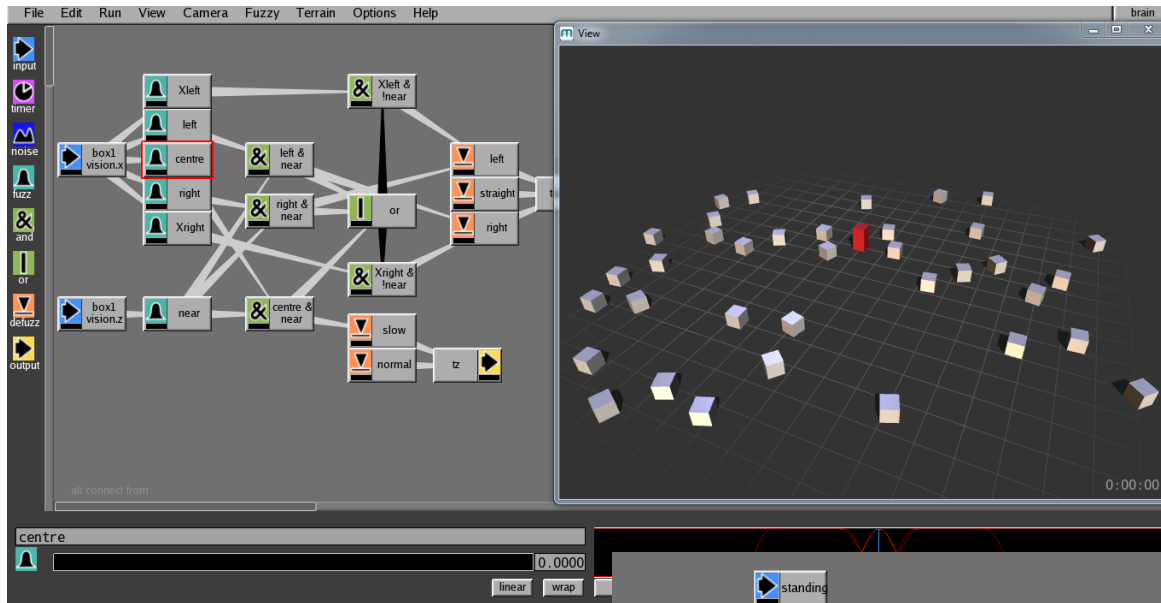 File Edit Run View Camera Fuzzy Terrain Options Help brain
View
input
timer
noise
fuzz
and
or
defuzz
output
Xleft
left
box1
vision.x
centre
right
Xright
box1
vision.z
near
left &
near
right &
near
centre &
near
Xleft &
!near
or
Xright &
!near
slow
normal
left
straight
right
tz
alt connect from
0:00:00
centre
0.0000
linear wrap
standing